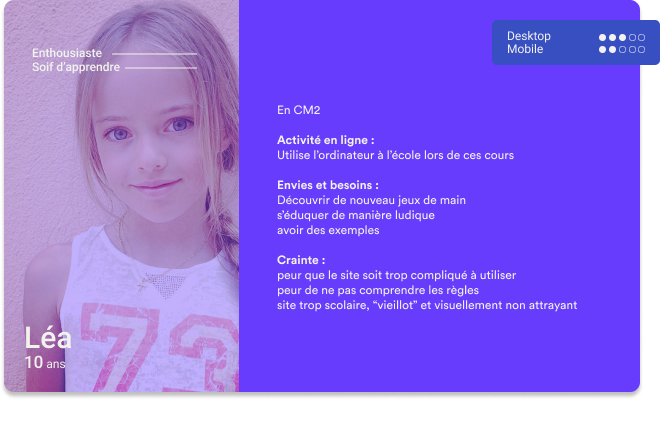 Enthousiaste
Soif d'apprendre
Desktop
Mobile
En CM2
Activité en ligne :
Utilise l'ordinateur à l'école lors de ces cours
Envies et besoins :
Découvrir de nouveau jeux de main
s'éduquer de manière ludique
avoir des exemples
Crainte :
peur que le site soit trop compliqué à utiliser
peur de ne pas comprendre les règles
site trop scolaire, “vieillot” et visuellement non attrayant
73
Léa
10 ans